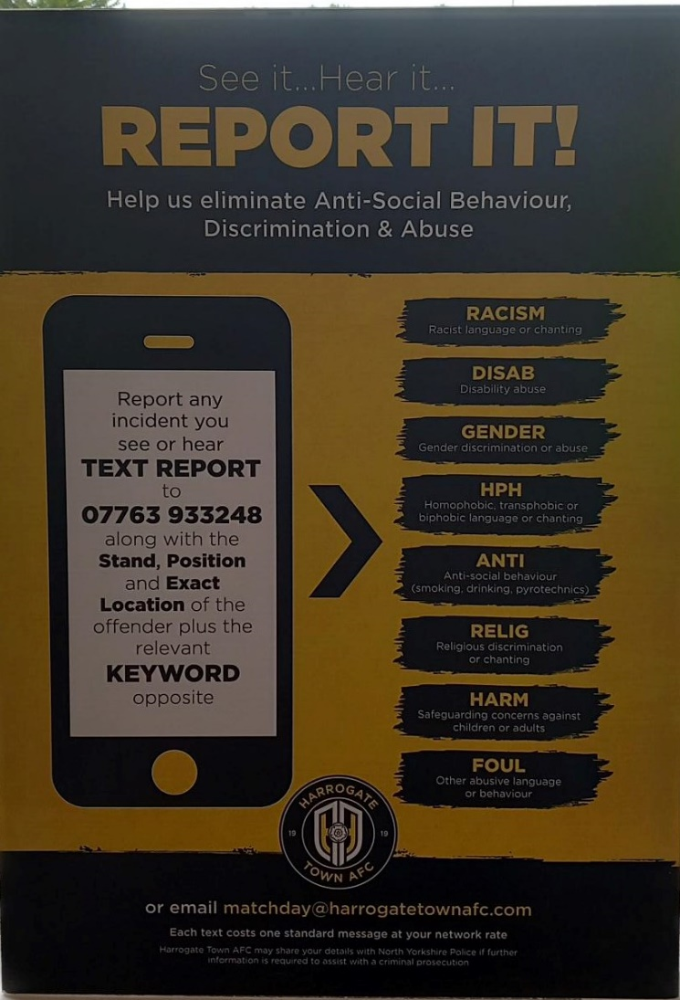 See it...Hear it...
REPORT IT!
Help us eliminate Anti-Social Behaviour,
Discrimination & Abuse
Report any
incident you
see or hear
TEXT REPORT
to
07763 933248
along with the
Stand, Position
and Exact
Location of the
offender plus the
relevant
KEYWORD
opposite
RACISM
Racist language or chanting
DISAB
Disability abuse
GENDER
Gender discrimination or abuse
HPH
Homophobic, transphobic or
biphobic language or chanting
ANTI
Anti-social behaviour
(smoking, drinking, pyrotechnics)
RELIG
Religious discrimination
or chanting
HARM
Safeguarding concerns against
children or adults
FOUL
Other abusive language
or behaviour
HARROGATE
19 19
TOWN AFC
or email matchday@harrogatetownafc.com
Each text costs one standard message at your network rate
Harrogate Town AFC may share your details with North Yorkshire Police if further
information is required to assist with a criminal prosecution